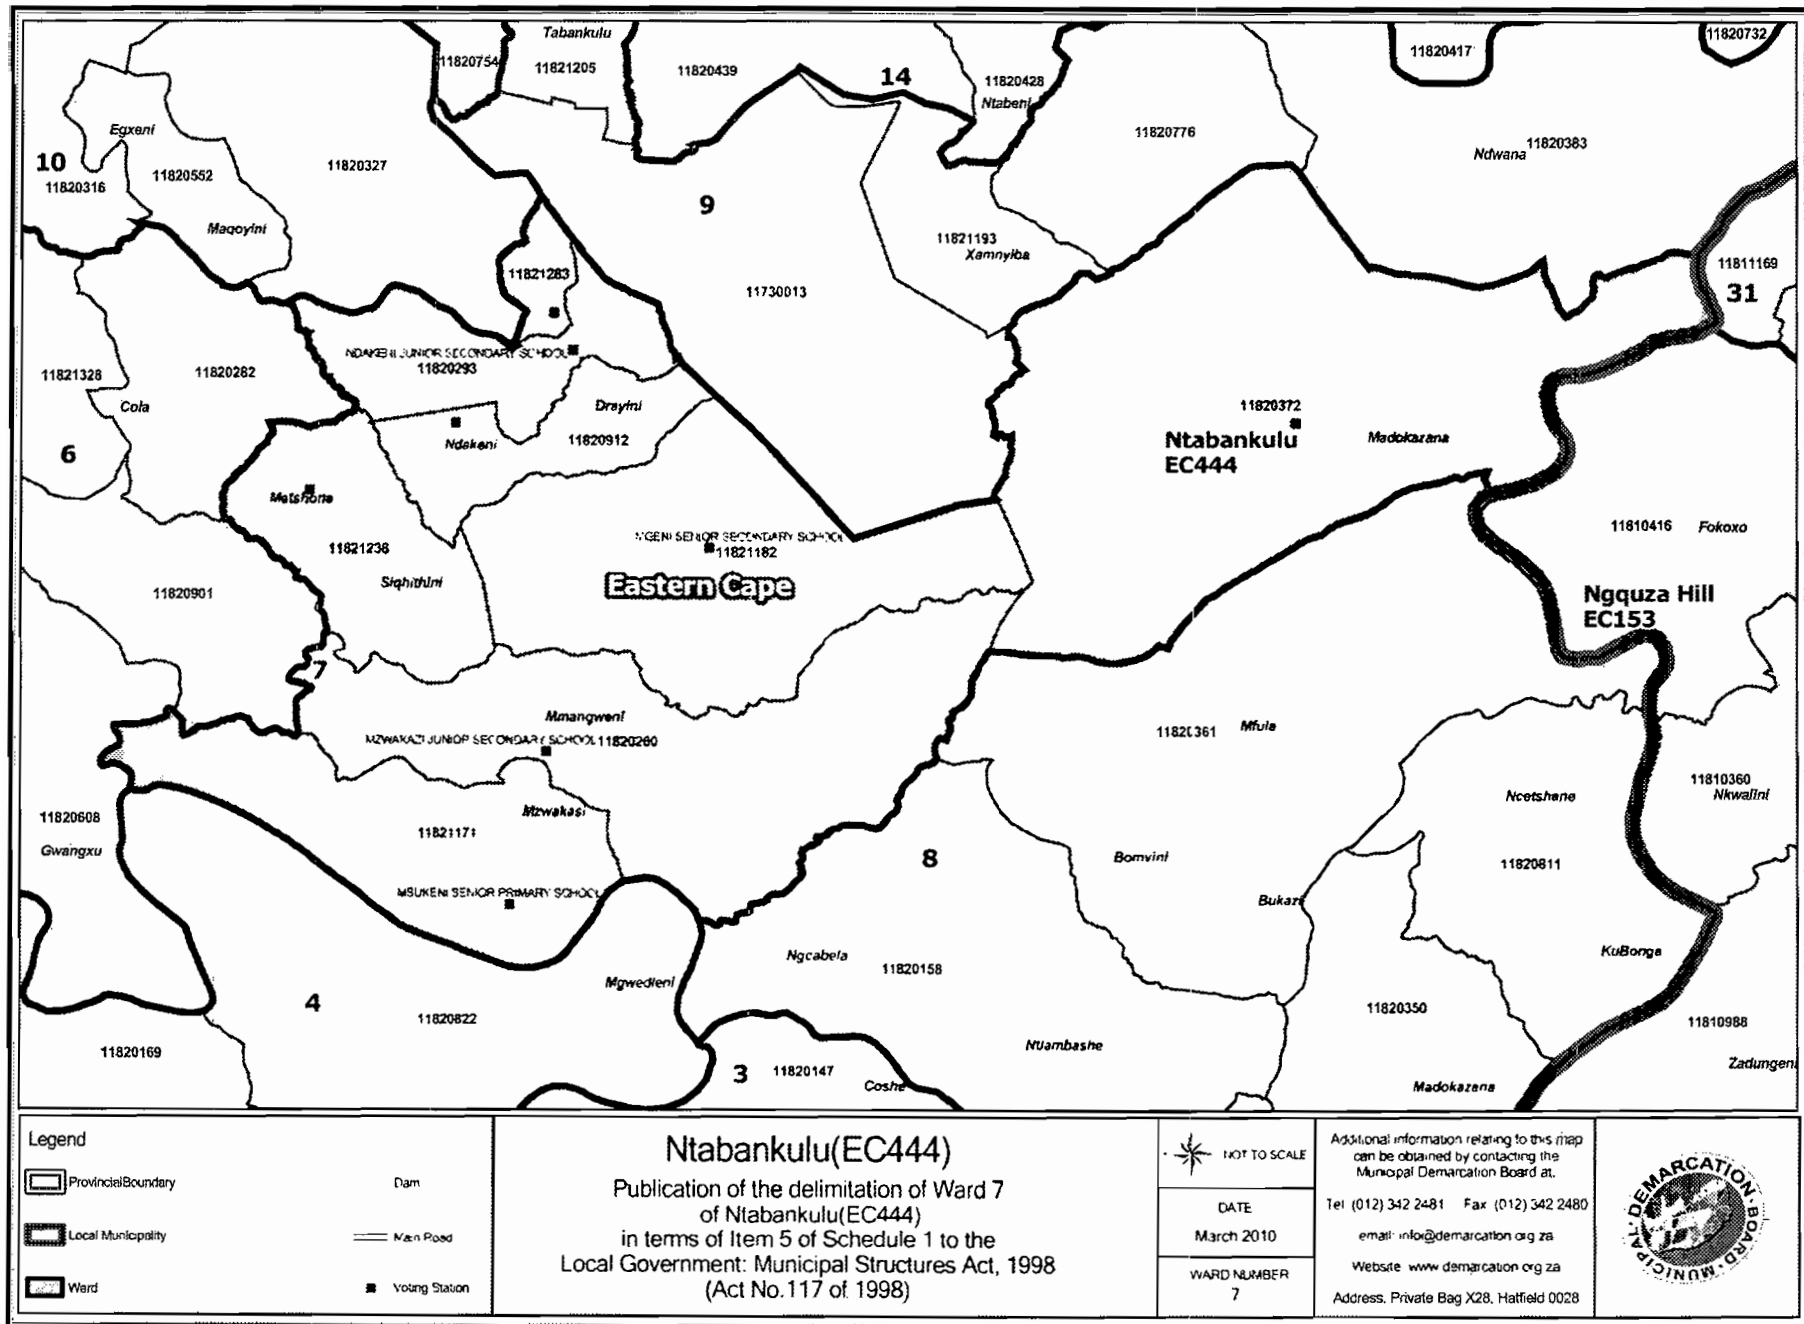 Tabankulu
11820754
11821205
11820439
14
11820428
Ntabeni
11820417
11820732
11820776
Ndwana
11820383
Egxeni
10
11820316
11820552
11820327
Maqoyini
9
11821193
Xamnyiba
11811169
31
11821283
11730013
NDAKENI JUNIOR SECONDARY SCHOOL
11820293
11821328
11820282
Cola
Drayini
11820912
Ndakeni
11820372
Ntabankulu
EC444
Madokazana
6
Matshona
11821238
Siqhithini
MGENI SENIOR SECONDARY SCHOOL
11821182
Eastern Cape
11810416
Fokoxo
Ngquza Hill
EC153
11820901
7
Mmangweni
MZWAKAZI JUNIOR SECONDARY SCHOOL 11820260
11820361
Mfula
11810360
Nkwalini
Ncetshane
11820608
Gwangxu
Mzwakasi
11821171
8
Bomvini
11820811
MSUKENI SENIOR PRIMARY SCHOOL
Bukazi
Ngcabela
11820158
KuBonga
Mgwedleni
4
11820822
11820350
11810988
11820169
Ntlambashe
3
11820147
Coshe
Madokazana
Zadungeni
Legend
Provincial Boundary
Dam
Local Municipality
Main Road
Ward
Voting Station
Ntabankulu(EC444)
Publication of the delimitation of Ward 7
of Ntabankulu(EC444)
in terms of Item 5 of Schedule 1 to the
Local Government: Municipal Structures Act, 1998
(Act No.117 of 1998)
NOT TO SCALE
DATE
March 2010
WARD NUMBER
7
Additional information relating to this map
can be obtained by contacting the
Municipal Demarcation Board at.
Tel (012) 342 2481 Fax (012) 342 2480
email: info@demarcation.org.za
Website www demarcation org za
Address. Private Bag X28. Hatfield 0028
MUNICIPAL DEMARCATION BOARD